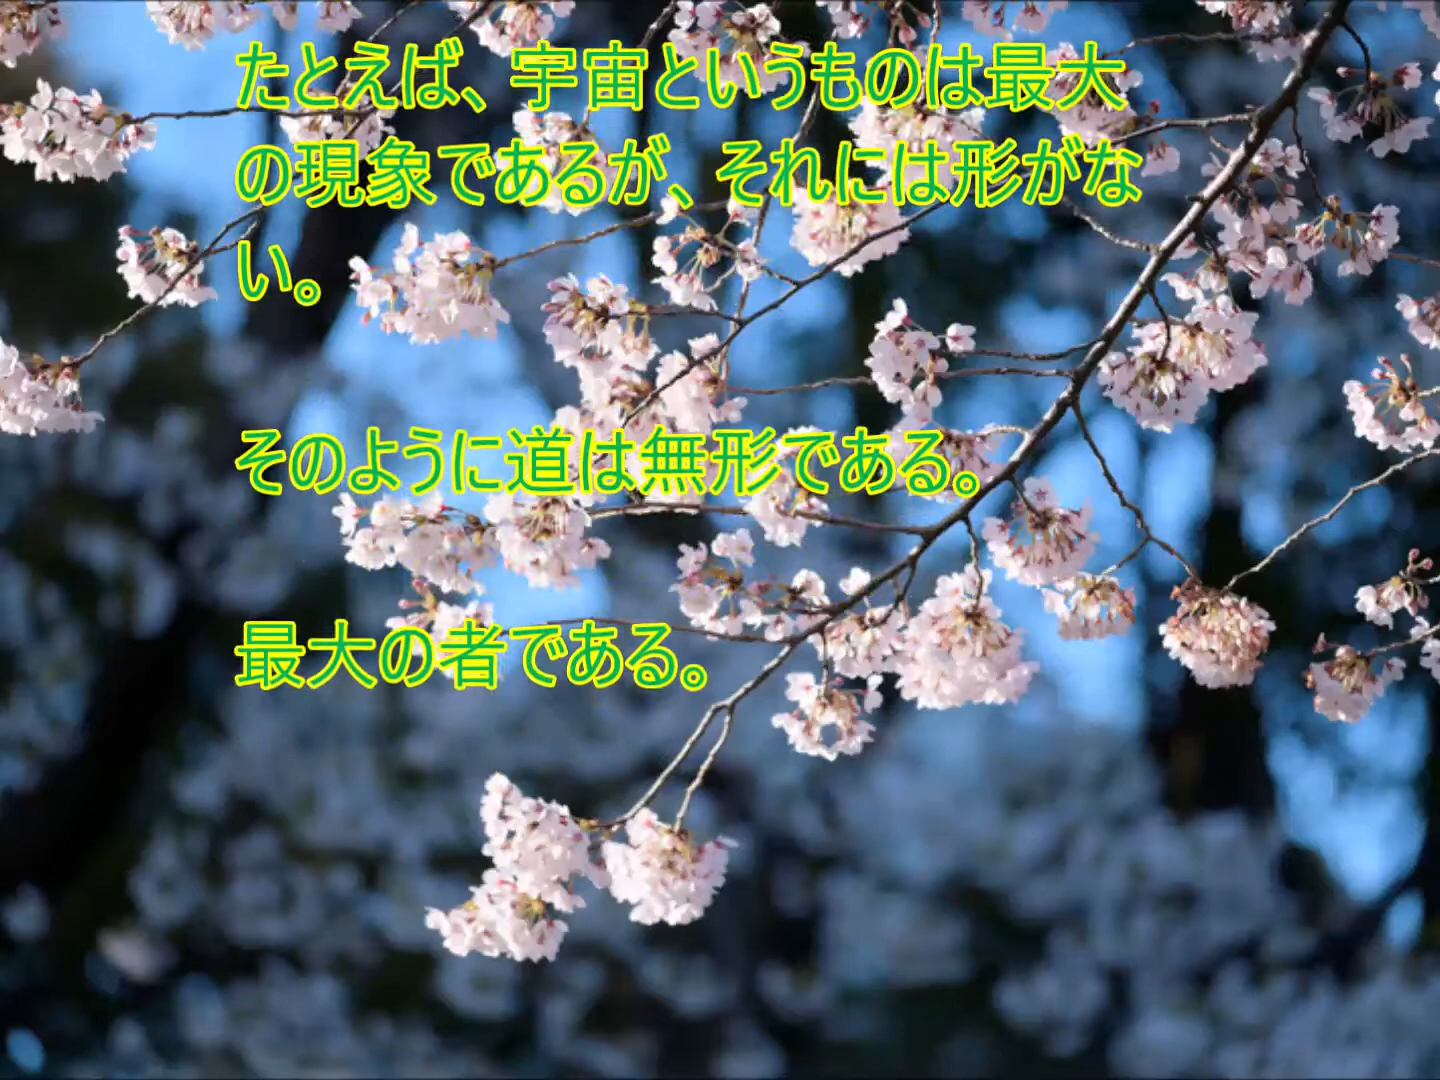 たとえば、宇宙というものは最大
の現象であるが、それには形がな
い。
そのように道は無形である。
最大の者である。